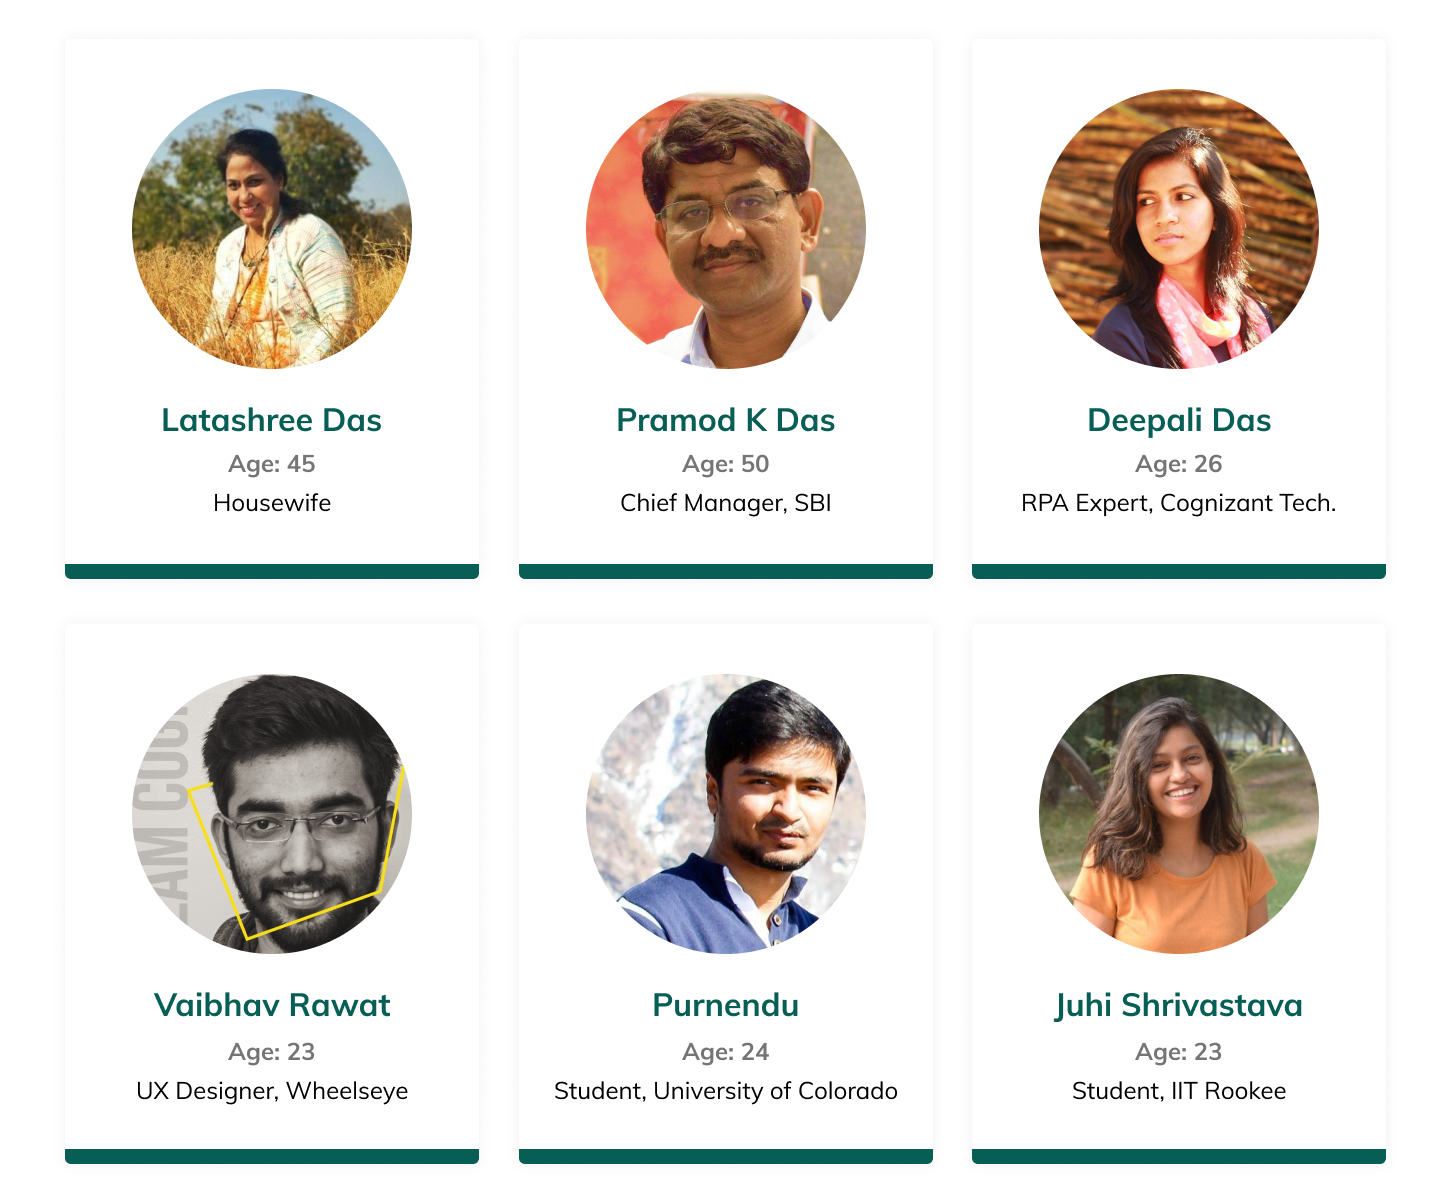 Latashree Das
Age: 45
Housewife
Pramod K Das
Age: 50
Chief Manager, SBI
Deepali Das
Age: 26
RPA Expert, Cognizant Tech.
Vaibhav Rawat
Age: 23
UX Designer, Wheelseye
Purnendu
Age: 24
Student, University of Colorado
Juhi Shrivastava
Age: 23
Student, IIT Rookee